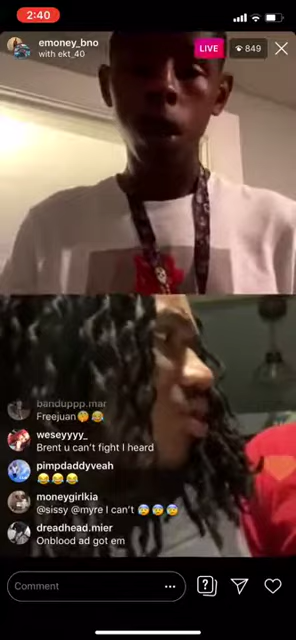 2:40
emoney_bno
with ekt_40
LIVE
849
banduppp.mar
Freejuan
weseyyyy_
Brent u can't fight I heard
pimpdaddyveah
moneygirlkia
@sissy @myre I can't
dreadhead.mier
Onblood ad got em
Comment